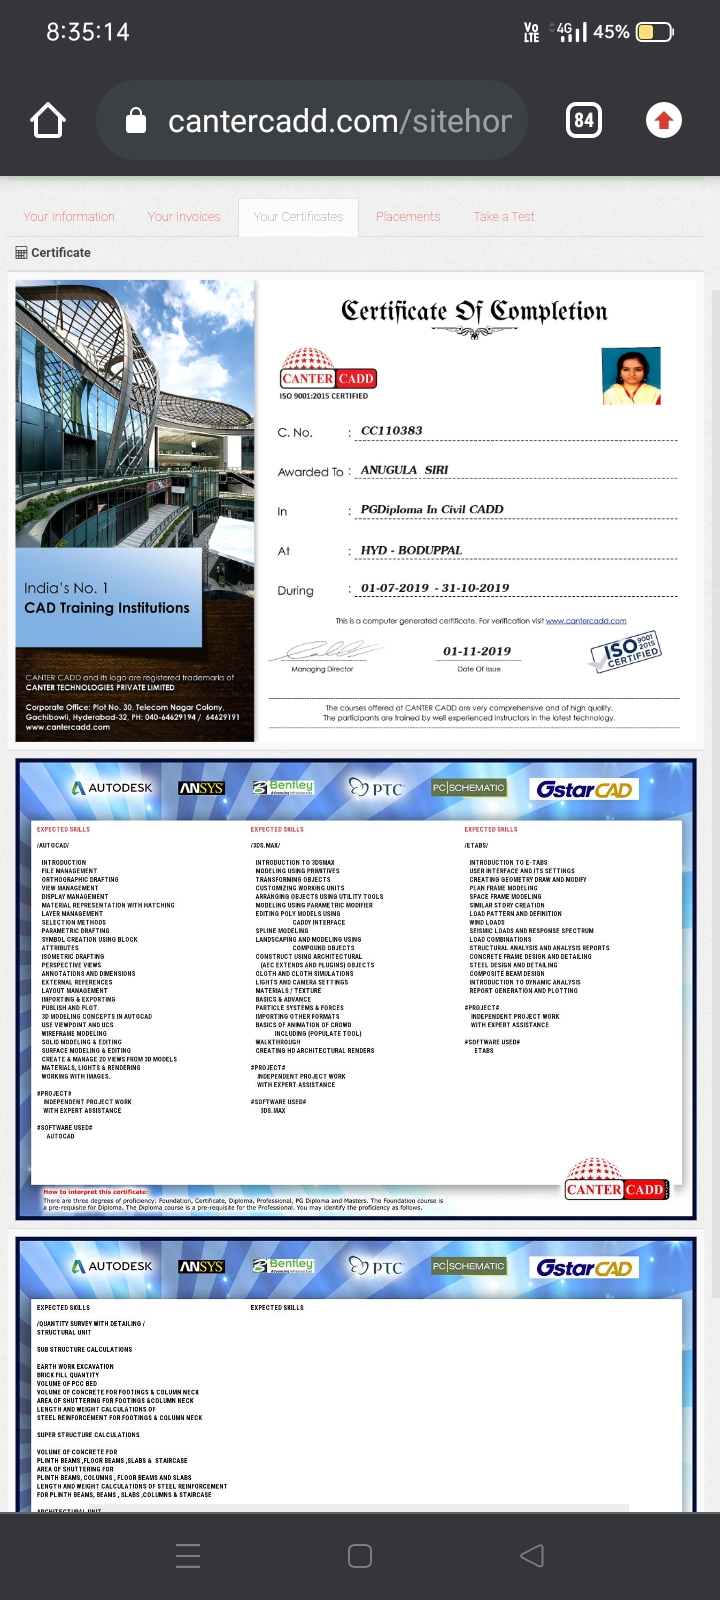 8:35:14
Vo LTE 4G 45%
cantercadd.com/sitehor
84
Your Information Your Invoices Your Certificates Placements Take a Test
Certificate
Certificate Of Completion
CANTER CADD
ISO 9001:2015 CERTIFIED
C. No. : CC110383
Awarded To : ANUGULA SIRI
In : PGDiploma In Civil CADD
At : HYD - BODUPPAL
During : 01-07-2019 - 31-10-2019
This is a computer generated certificate. For verification visit www.cantercadd.com
Managing Director
01-11-2019
Date Of Issue
ISO 9001 2015 CERTIFIED
The courses offered at CANTER CADD are very comprehensive and of high quality.
The participants are trained by well experienced instructors in the latest technology.
India's No. 1
CAD Training Institutions
CANTER CADD and its logo are registered trademarks of
CANTER TECHNOLOGIES PRIVATE LIMITED
Corporate Office: Plot No. 30, Telecom Nagar Colony,
Gachibowli, Hyderabad-32, PH: 040-64629194 / 64629191
www.cantercadd.com
AUTODESK ANSYS Bentley PTC PC|SCHEMATIC GstarCAD
EXPECTED SKILLS
/AUTOCAD/
INTRODUCTION
FILE MANAGEMENT
ORTHOGRAPHIC DRAFTING
VIEW MANAGEMENT
DISPLAY MANAGEMENT
MATERIAL REPRESENTATION WITH HATCHING
LAYER MANAGEMENT
SELECTION METHODS
PARAMETRIC DRAFTING
SYMBOL CREATION USING BLOCK
ATTRIBUTES
ISOMETRIC DRAFTING
PERSPECTIVE VIEWS
ANNOTATIONS AND DIMENSIONS
EXTERNAL REFERENCES
LAYOUT MANAGEMENT
IMPORTING & EXPORTING
PUBLISH AND PLOT.
3D MODELING CONCEPTS IN AUTOCAD
USE VIEWPOINT AND UCS
WIREFRAME MODELING
SOLID MODELING & EDITING
SURFACE MODELING & EDITING
CREATE & MANAGE 2D VIEWS FROM 3D MODELS
MATERIALS, LIGHTS & RENDERING
WORKING WITH IMAGES.
#PROJECT#
INDEPENDENT PROJECT WORK
WITH EXPERT ASSISTANCE
#SOFTWARE USED#
AUTOCAD
EXPECTED SKILLS
/3DS.MAX/
INTRODUCTION TO 3DSMAX
MODELING USING PRIMITIVES
TRANSFORMING OBJECTS
CUSTOMIZING WORKING UNITS
ARRANGING OBJECTS USING UTILITY TOOLS
MODELING USING PARAMETRIC MODIFIER
EDITING POLY MODELS USING
CADDY INTERFACE
SPLINE MODELING
LANDSCAPING AND MODELING USING
COMPOUND OBJECTS
CONSTRUCT USING ARCHITECTURAL
(AEC EXTENDS AND PLUGINS) OBJECTS
CLOTH AND CLOTH SIMULATIONS
LIGHTS AND CAMERA SETTINGS
MATERIALS / TEXTURE
BASICS & ADVANCE
PARTICLE SYSTEMS & FORCES
IMPORTING OTHER FORMATS
BASICS OF ANIMATION OF CROWD
INCLUDING (POPULATE TOOL)
WALKTHROUGH
CREATING HD ARCHITECTURAL RENDERS
#PROJECT#
INDEPENDENT PROJECT WORK
WITH EXPERT ASSISTANCE
#SOFTWARE USED#
3DS.MAX
EXPECTED SKILLS
/ETABS/
INTRODUCTION TO E-TABS
USER INTERFACE AND ITS SETTINGS
CREATING GEOMETRY DRAW AND MODIFY
PLAN FRAME MODELING
SPACE FRAME MODELING
SIMILAR STORY CREATION
LOAD PATTERN AND DEFINITION
WIND LOADS
SEISMIC LOADS AND RESPONSE SPECTRUM
LOAD COMBINATIONS
STRUCTURAL ANALYSIS AND ANALYSIS REPORTS
CONCRETE FRAME DESIGN AND DETAILING
STEEL DESIGN AND DETAILING
COMPOSITE BEAM DESIGN
INTRODUCTION TO DYNAMIC ANALYSIS
REPORT GENERATION AND PLOTTING
#PROJECT#
INDEPENDENT PROJECT WORK
WITH EXPERT ASSISTANCE
#SOFTWARE USED#
ETABS
How to interpret this certificate:
There are three degrees of proficiency: Foundation, Certificate, Diploma, Professional, PG Diploma and Masters. The Foundation course is
a pre-requisite for Diploma. The Diploma course is a pre-requisite for the Professional. You may identify the proficiency as follows.
CANTER CADD
AUTODESK ANSYS Bentley PTC PC|SCHEMATIC GstarCAD
EXPECTED SKILLS EXPECTED SKILLS
/QUANTITY SURVEY WITH DETAILING /
STRUCTURAL UNIT
SUB STRUCTURE CALCULATIONS
EARTH WORK EXCAVATION
BRICK FILL QUANTITY
VOLUME OF PCC BED
VOLUME OF CONCRETE FOR FOOTINGS & COLUMN NECK
AREA OF SHUTTERING FOR FOOTINGS &COLUMN NECK
LENGTH AND WEIGHT CALCULATIONS OF
STEEL REINFORCEMENT FOR FOOTINGS & COLUMN NECK
SUPER STRUCTURE CALCULATIONS
VOLUME OF CONCRETE FOR
PLINTH BEAMS ,FLOOR BEAMS ,SLABS & STAIRCASE
AREA OF SHUTTERING FOR
PLINTH BEAMS, COLUMNS , FLOOR BEAMS AND SLABS
LENGTH AND WEIGHT CALCULATIONS OF STEEL REINFORCEMENT
FOR PLINTH BEAMS, BEAMS , SLABS ,COLUMNS & STAIRCASE
ARCHITECTURAL UNIT